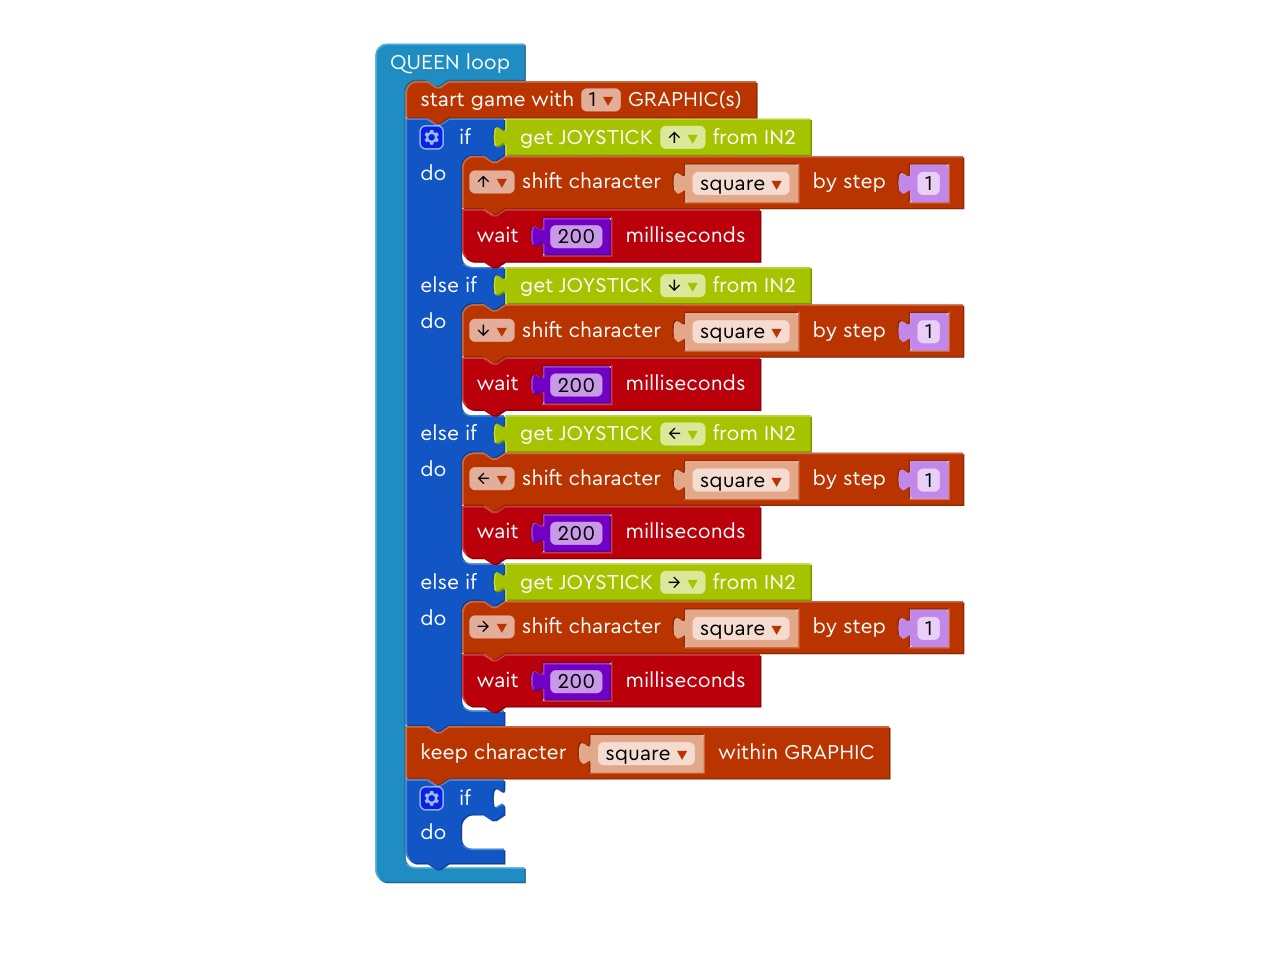 QUEEN loop
start game with 1 ▾ GRAPHIC(s)
if get JOYSTICK ↑ ▾ from IN2
do ↑ ▾ shift character square ▾ by step 1
wait 200 milliseconds
else if get JOYSTICK ↓ ▾ from IN2
do ↓ ▾ shift character square ▾ by step 1
wait 200 milliseconds
else if get JOYSTICK ← ▾ from IN2
do ← ▾ shift character square ▾ by step 1
wait 200 milliseconds
else if get JOYSTICK → ▾ from IN2
do → ▾ shift character square ▾ by step 1
wait 200 milliseconds
keep character square ▾ within GRAPHIC
if
do